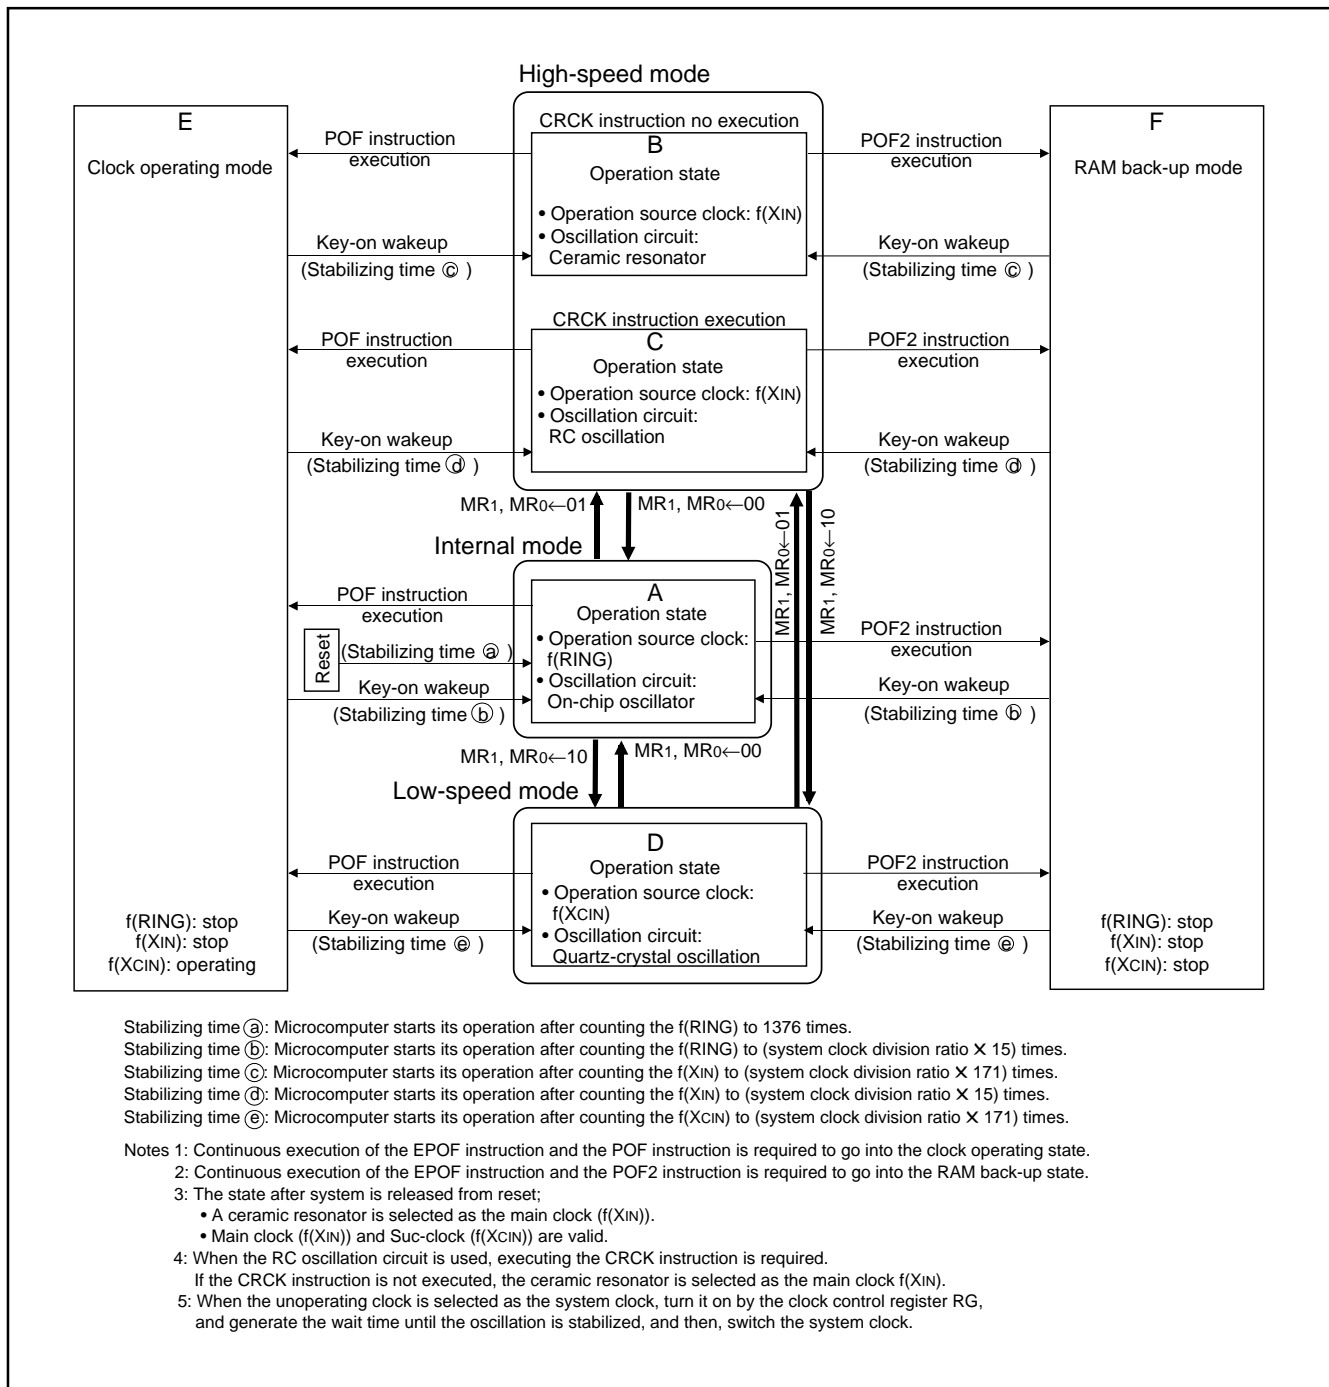 High-speed mode
E
Clock operating mode
POF instruction
execution
CRCK instruction no execution
B
Operation state
• Operation source clock: f(XIN)
• Oscillation circuit:
Ceramic resonator
POF2 instruction
execution
F
RAM back-up mode
Key-on wakeup
(Stabilizing time ⓒ )
Key-on wakeup
(Stabilizing time ⓒ )
CRCK instruction execution
POF instruction
execution
C
Operation state
• Operation source clock: f(XIN)
• Oscillation circuit:
RC oscillation
POF2 instruction
execution
Key-on wakeup
(Stabilizing time ⓓ )
Key-on wakeup
(Stabilizing time ⓓ )
MR1, MR0←01
MR1, MR0←00
MR1, MR0←01
MR1, MR0←10
Internal mode
POF instruction
execution
Reset
(Stabilizing time ⓐ )
Key-on wakeup
(Stabilizing time ⓑ )
A
Operation state
• Operation source clock:
f(RING)
• Oscillation circuit:
On-chip oscillator
POF2 instruction
execution
Key-on wakeup
(Stabilizing time ⓑ )
MR1, MR0←10
MR1, MR0←00
Low-speed mode
POF instruction
execution
D
Operation state
• Operation source clock:
f(XCIN)
• Oscillation circuit:
Quartz-crystal oscillation
POF2 instruction
execution
Key-on wakeup
(Stabilizing time ⓔ )
Key-on wakeup
(Stabilizing time ⓔ )
f(RING): stop
f(XIN): stop
f(XCIN): operating
f(RING): stop
f(XIN): stop
f(XCIN): stop
Stabilizing time ⓐ: Microcomputer starts its operation after counting the f(RING) to 1376 times.
Stabilizing time ⓑ: Microcomputer starts its operation after counting the f(RING) to (system clock division ratio ✕ 15) times.
Stabilizing time ⓒ: Microcomputer starts its operation after counting the f(XIN) to (system clock division ratio ✕ 171) times.
Stabilizing time ⓓ: Microcomputer starts its operation after counting the f(XIN) to (system clock division ratio ✕ 15) times.
Stabilizing time ⓔ: Microcomputer starts its operation after counting the f(XCIN) to (system clock division ratio ✕ 171) times.
Notes 1: Continuous execution of the EPOF instruction and the POF instruction is required to go into the clock operating state.
2: Continuous execution of the EPOF instruction and the POF2 instruction is required to go into the RAM back-up state.
3: The state after system is released from reset;
• A ceramic resonator is selected as the main clock (f(XIN)).
• Main clock (f(XIN)) and Suc-clock (f(XCIN)) are valid.
4: When the RC oscillation circuit is used, executing the CRCK instruction is required.
If the CRCK instruction is not executed, the ceramic resonator is selected as the main clock f(XIN).
5: When the unoperating clock is selected as the system clock, turn it on by the clock control register RG,
and generate the wait time until the oscillation is stabilized, and then, switch the system clock.